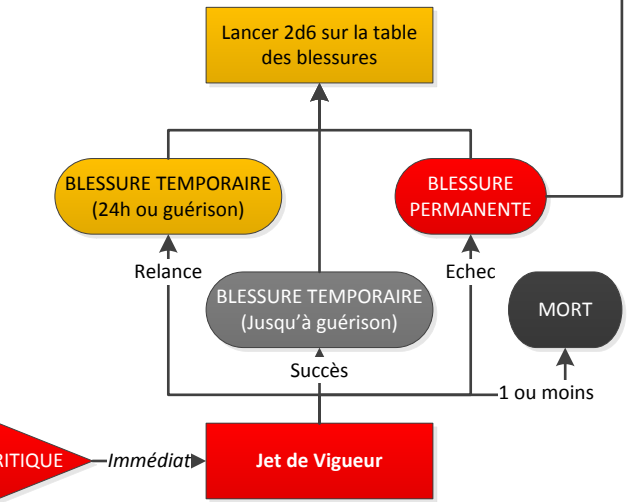 Lancer 2d6 sur la table
des blessures
BLESSURE TEMPORAIRE
(24h ou guérison)
BLESSURE
PERMANENTE
Relance
Echec
BLESSURE TEMPORAIRE
(Jusqu'à guérison)
MORT
Succès
1 ou moins
RITIQUE
Immédiat
Jet de Vigueur